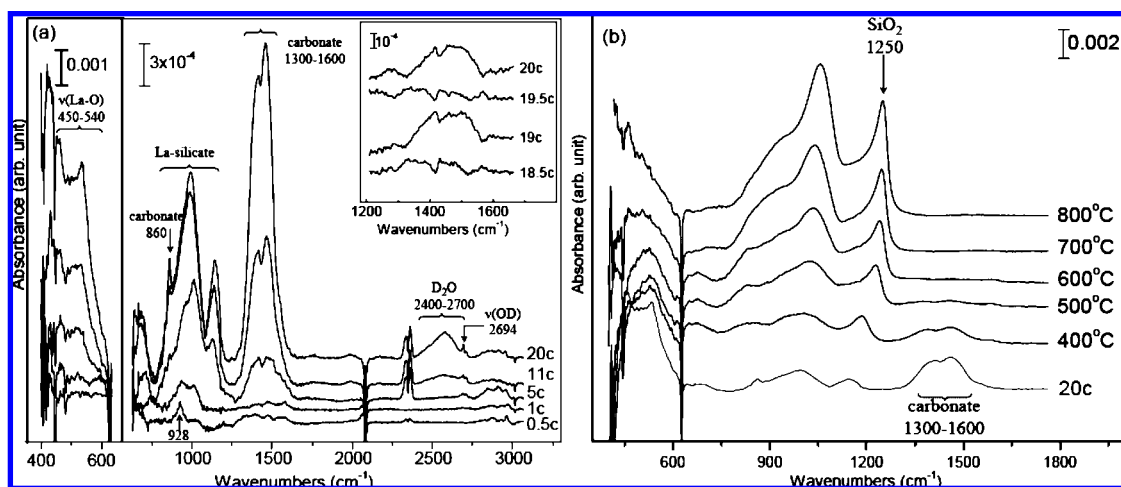 (a)
0.001
3x10⁻⁴
ν(La-O)
450-540
La-silicate
carbonate
860
carbonate
1300-1600
D₂O
2400-2700
ν(OD)
2694
20c
11c
5c
1c
0.5c
928
Absorbance (arb. unit)
400 600 1000 1500 2000 2500 3000
Wavenumbers (cm⁻¹)
10⁻⁴
20c
19.5c
19c
18.5c
Absorbance (arb. unit)
1200 1400 1600
Wavenumbers (cm⁻¹)
(b)
SiO₂
1250
0.002
800°C
700°C
600°C
500°C
400°C
20c
carbonate
1300-1600
Absorbance (arb. unit)
600 900 1200 1500 1800
Wavenumbers (cm⁻¹)